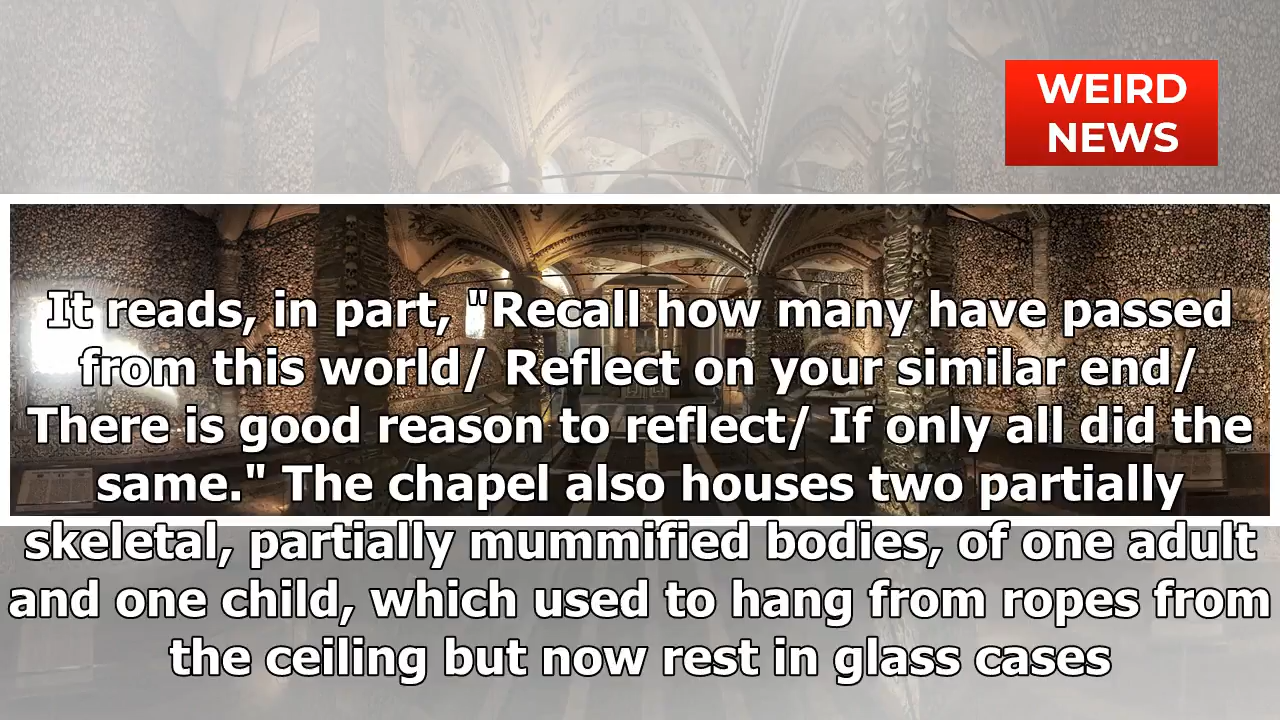 WEIRD
NEWS
It reads, in part, "Recall how many have passed
from this world/ Reflect on your similar end/
There is good reason to reflect/ If only all did the
same." The chapel also houses two partially
skeletal, partially mummified bodies, of one adult
and one child, which used to hang from ropes from
the ceiling but now rest in glass cases